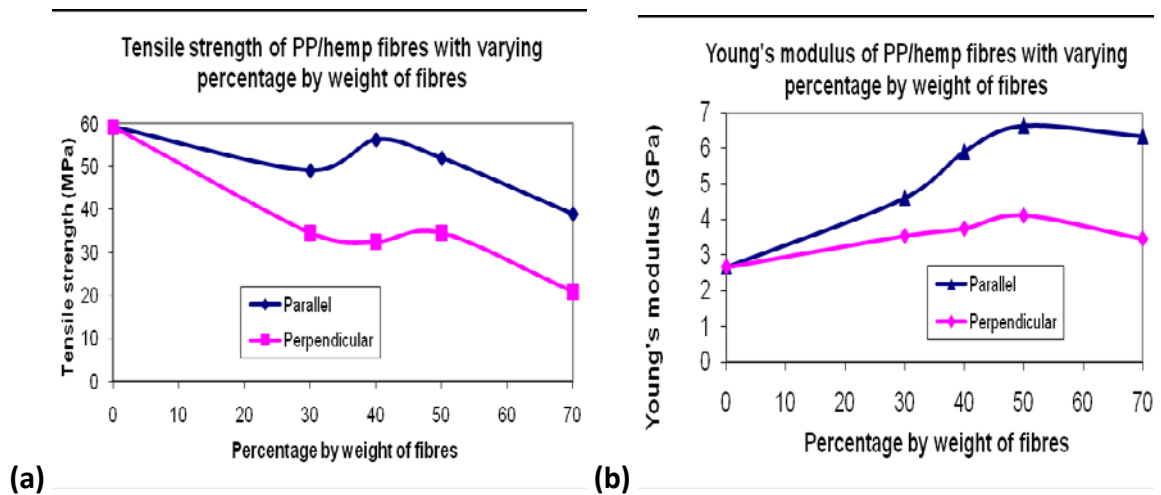 Tensile strength of PP/hemp fibres with varying
percentage by weight of fibres
Tensile strength (MPa)
60
50
40
30
20
10
0
Parallel
Perpendicular
0 10 20 30 40 50 60 70
Percentage by weight of fibres
(a)
Young's modulus of PP/hemp fibres with varying
percentage by weight of fibres
Young's modulus (GPa)
7
6
5
4
3
2
1
0
Parallel
Perpendicular
0 10 20 30 40 50 60 70
Percentage by weight of fibres
(b)